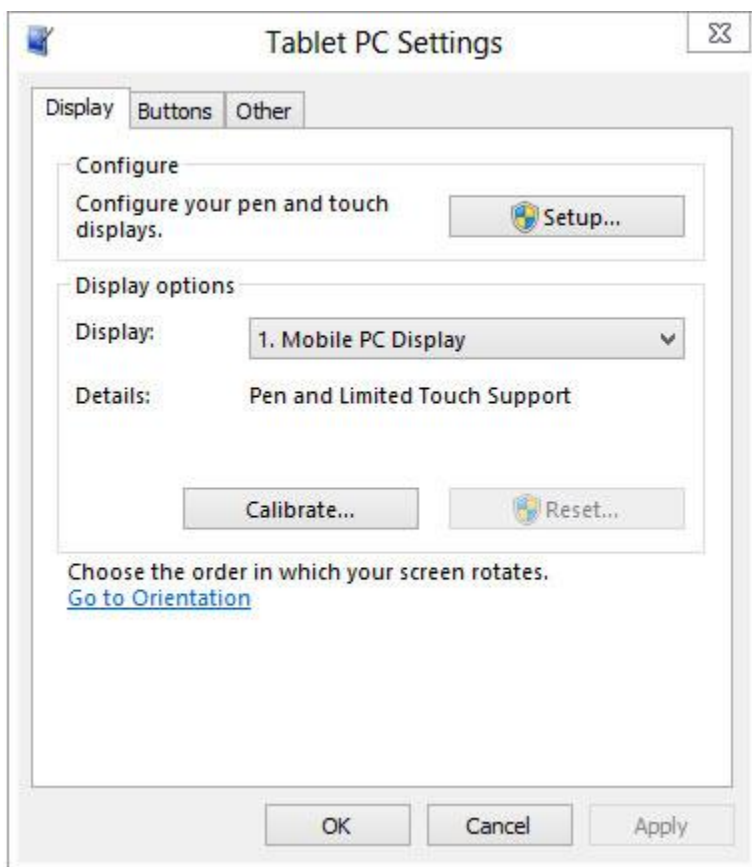 Tablet PC Settings
Display Buttons Other
Configure
Configure your pen and touch
displays.
Setup...
Display options
Display:
1. Mobile PC Display
Details:
Pen and Limited Touch Support
Calibrate...
Reset...
Choose the order in which your screen rotates.
Go to Orientation
OK
Cancel
Apply